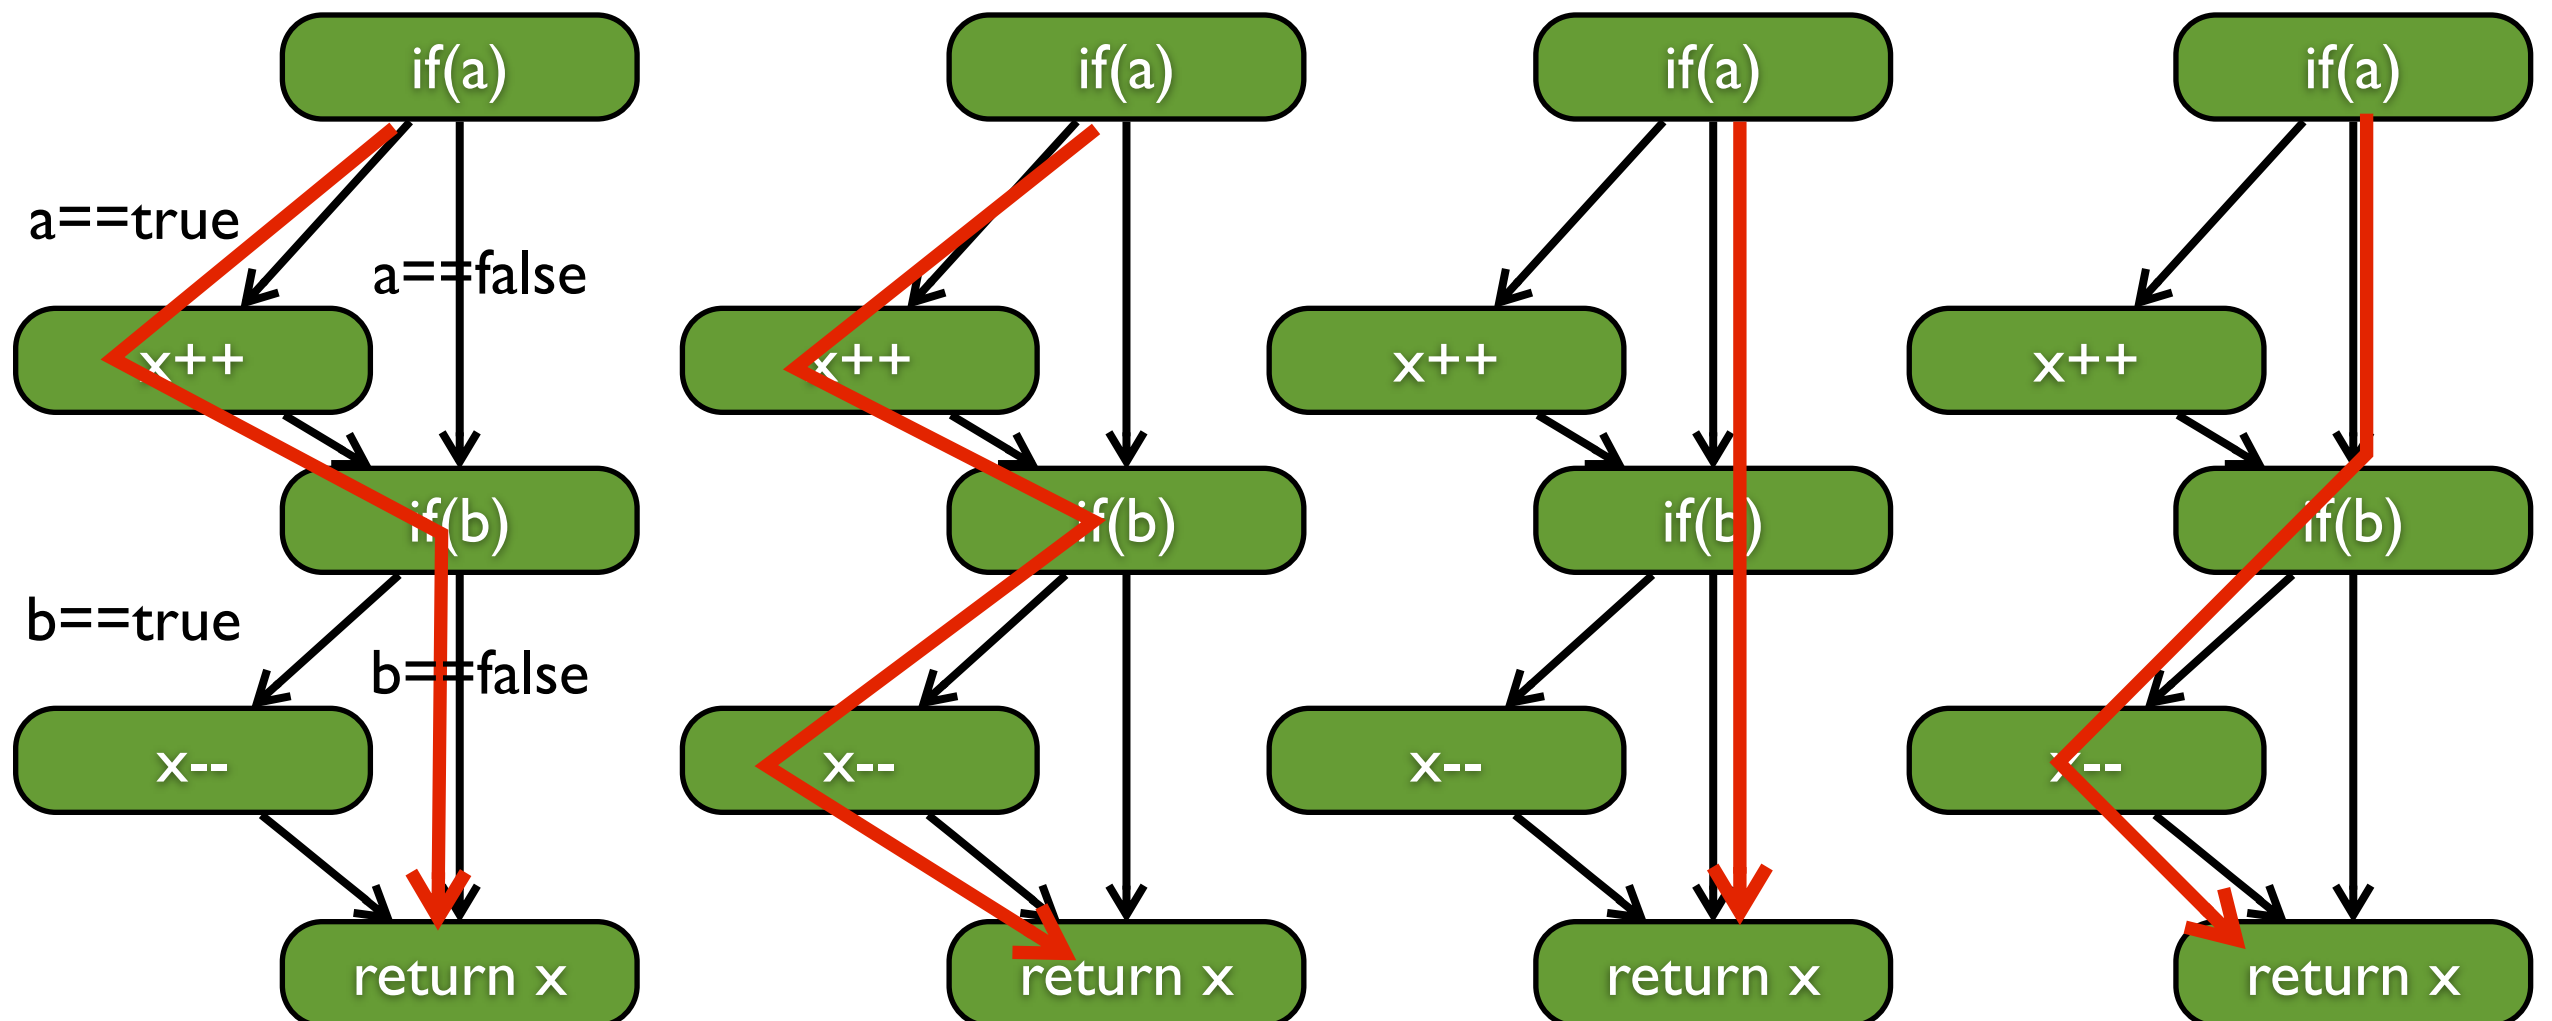 if(a)
if(a)
if(a)
if(a)
a==true
a==false
x++
x++
x++
x++
if(b)
if(b)
if(b)
if(b)
b==true
b==false
x--
x--
x--
x--
return x
return x
return x
return x